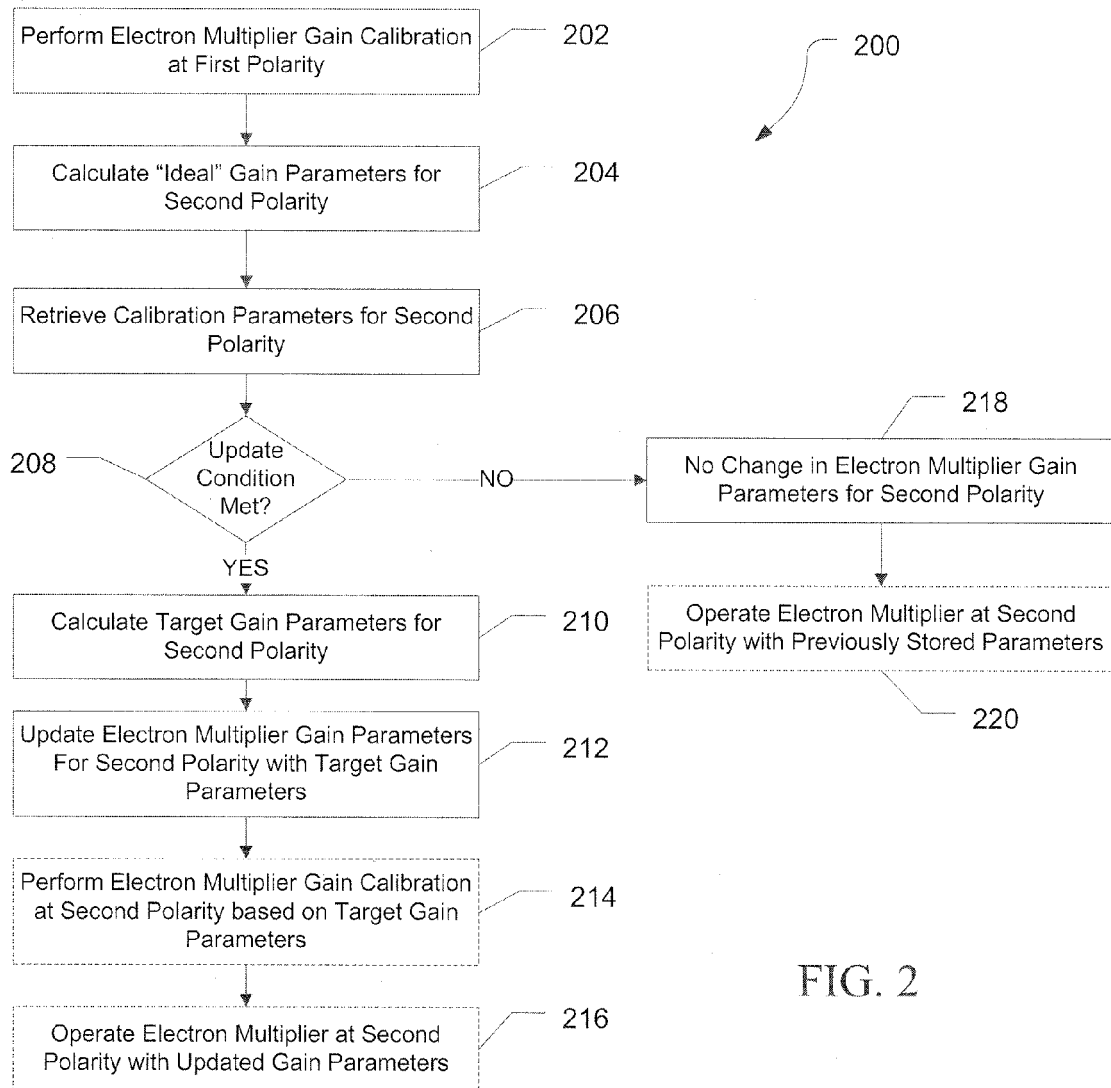 Perform Electron Multiplier Gain Calibration
at First Polarity
202
200
Calculate “Ideal” Gain Parameters for
Second Polarity
204
Retrieve Calibration Parameters for Second
Polarity
206
208
Update
Condition
Met?
NO
218
No Change in Electron Multiplier Gain
Parameters for Second Polarity
YES
Calculate Target Gain Parameters for
Second Polarity
210
Operate Electron Multiplier at Second
Polarity with Previously Stored Parameters
220
Update Electron Multiplier Gain Parameters
For Second Polarity with Target Gain
Parameters
212
Perform Electron Multiplier Gain Calibration
at Second Polarity based on Target Gain
Parameters
214
Operate Electron Multiplier at Second
Polarity with Updated Gain Parameters
216
FIG. 2